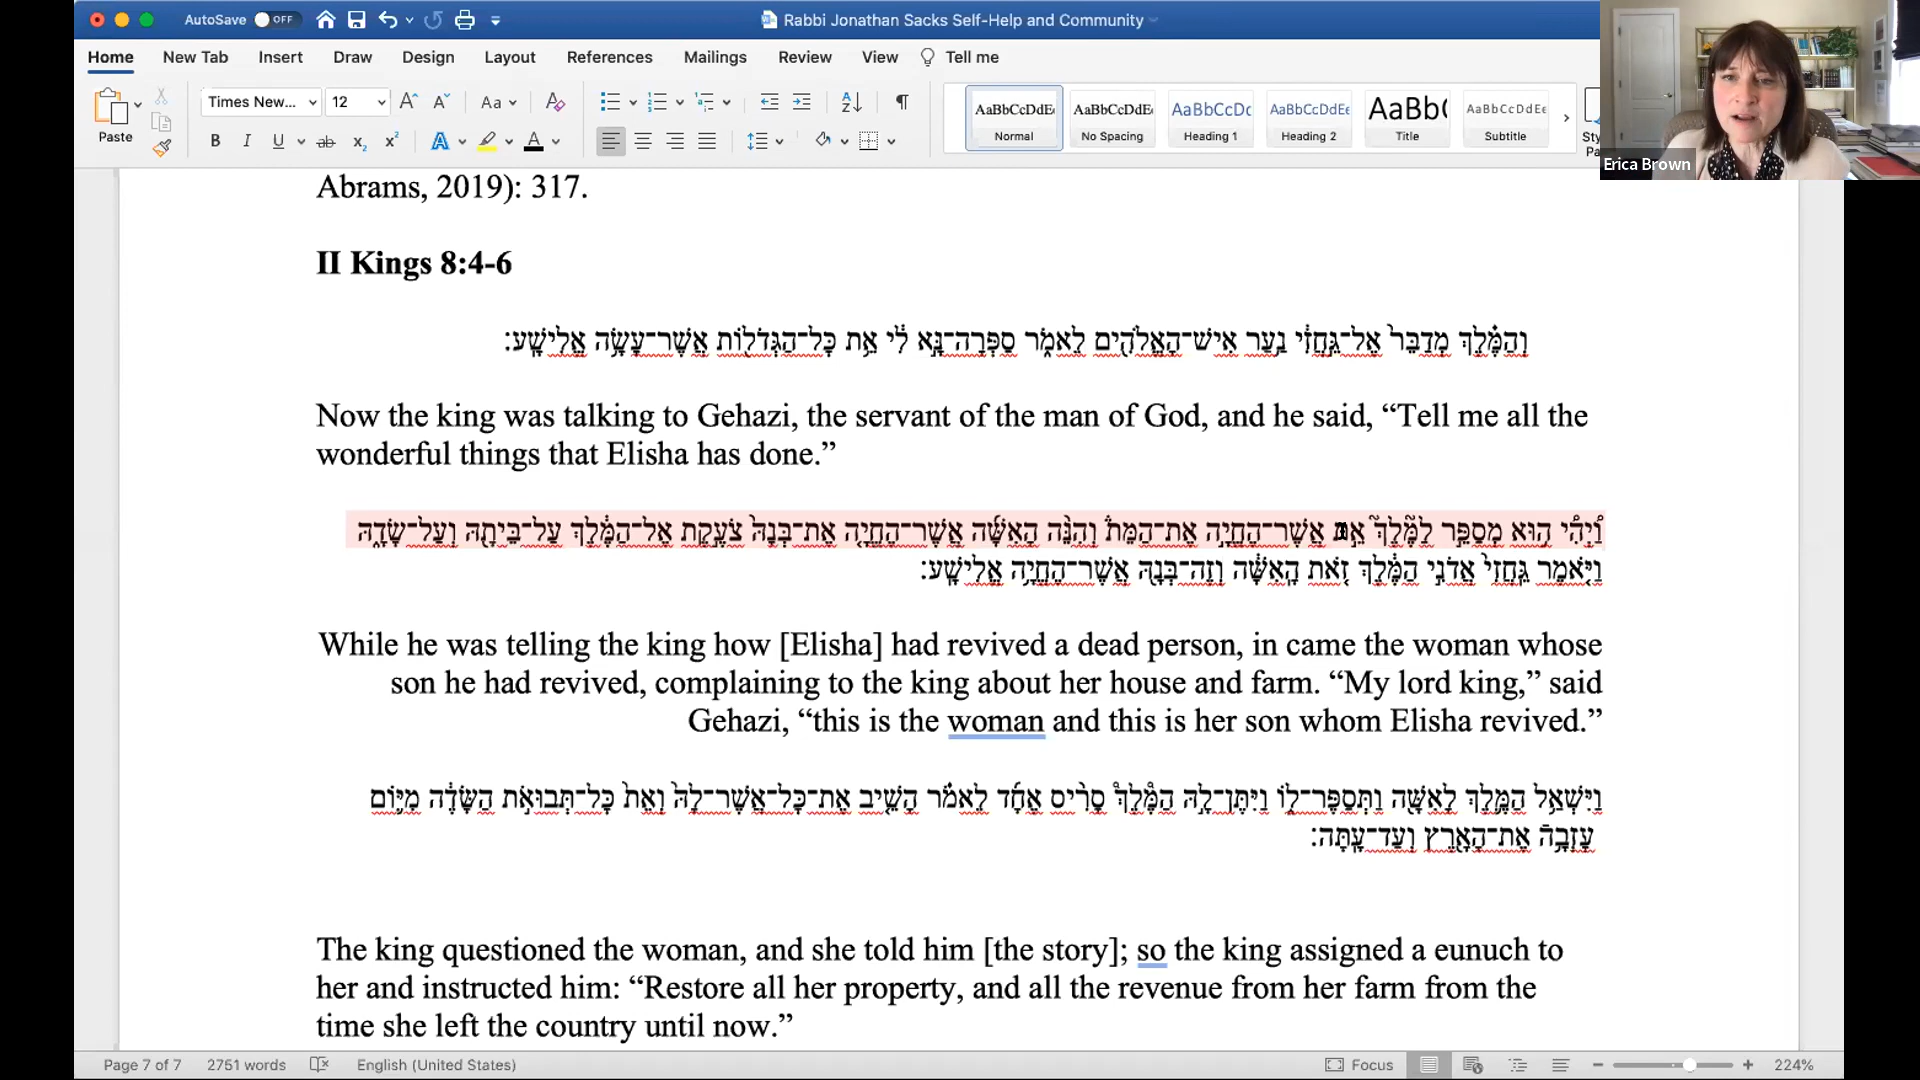 AutoSave OFF
Rabbi Jonathan Sacks Self-Help and Community
Home New Tab Insert Draw Design Layout References Mailings Review View Tell me
Paste
Times New... 12
AaBbCcDdEe AaBbCcDdEe AaBbCcDc AaBbCcDdEe AaBb( AaBbCcDdEe
Normal No Spacing Heading 1 Heading 2 Title Subtitle
Erica Brown
Abrams, 2019): 317.
II Kings 8:4-6
וְהַמֶּ֗לֶךְ מְדַבֵּר֙ אֶל־גֵּ֣חֲזִ֔י נַ֥עַר אִישׁ־הָאֱלֹהִ֖ים לֵאמֹ֑ר סַפְּרָה־נָּ֣א לִ֔י אֵ֥ת כׇּל־הַגְּדֹל֖וֹת אֲשֶׁר־עָשָׂ֥ה אֱלִישָֽׁע׃
Now the king was talking to Gehazi, the servant of the man of God, and he said, “Tell me all the
wonderful things that Elisha has done.”
וַ֠יְהִ֠י ה֥וּא מְסַפֵּ֣ר לַמֶּ֘לֶךְ֮ אֵ֣ת אֲשֶׁר־הֶחֱיָ֣ה אֶת־הַמֵּת֒ וְהִנֵּ֨ה הָאִשָּׁ֜ה אֲשֶׁר־הֶחֱיָ֤ה אֶת־בְּנָהּ֙ צֹעֶ֣קֶת אֶל־הַמֶּ֔לֶךְ עַל־בֵּיתָ֖הּ וְעַל־שָׂדָ֑הּ
וַיֹּ֤אמֶר גֵּֽחֲזִי֙ אֲדֹנִ֣י הַמֶּ֔לֶךְ זֹ֚את הָֽאִשָּׁ֔ה וְזֶה־בְּנָ֖הּ אֲשֶׁר־הֶחֱיָ֥ה אֱלִישָֽׁע׃
While he was telling the king how [Elisha] had revived a dead person, in came the woman whose
son he had revived, complaining to the king about her house and farm. “My lord king,” said
Gehazi, “this is the woman and this is her son whom Elisha revived.”
וַיִּשְׁאַ֥ל הַמֶּ֛לֶךְ לָאִשָּׁ֖ה וַתְּסַפֶּר־ל֑וֹ וַיִּתֶּן־לָ֣הּ הַמֶּ֩לֶךְ֩ סָרִ֨יס אֶחָ֜ד לֵאמֹ֗ר הָשֵׁ֤יב אֶת־כׇּל־אֲשֶׁר־לָהּ֙ וְאֵת֙ כׇּל־תְּבוּאֹ֣ת הַשָּׂדֶ֔ה מִיּ֛וֹם
עׇזְבָ֥הֿ אֶת־הָאָ֖רֶץ וְעַד־עָֽתָּה׃
The king questioned the woman, and she told him [the story]; so the king assigned a eunuch to
her and instructed him: “Restore all her property, and all the revenue from her farm from the
time she left the country until now.”
Page 7 of 7 2751 words English (United States) Focus 224%